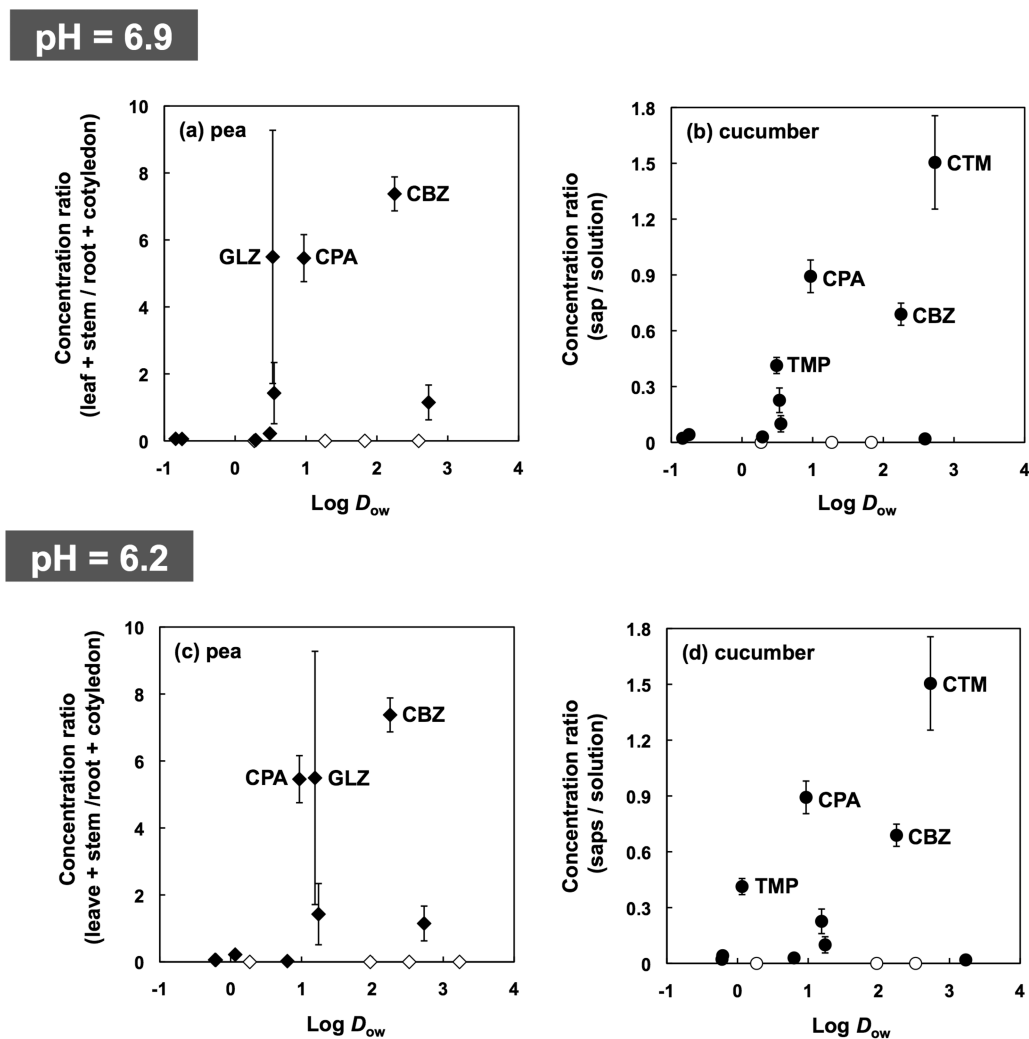 pH = 6.9
(a) pea
Concentration ratio
(leaf + stem / root + cotyledon)
10
8
6
4
2
0
-1 0 1 2 3 4
Log Dow
GLZ
CPA
CBZ
(b) cucumber
Concentration ratio
(sap / solution)
1.8
1.5
1.2
0.9
0.6
0.3
0
-1 0 1 2 3 4
Log Dow
CTM
CPA
CBZ
TMP
pH = 6.2
(c) pea
Concentration ratio
(leave + stem /root + cotyledon)
10
8
6
4
2
0
-1 0 1 2 3 4
Log Dow
CBZ
CPA
GLZ
(d) cucumber
Concentration ratio
(saps / solution)
1.8
1.5
1.2
0.9
0.6
0.3
0
-1 0 1 2 3 4
Log Dow
CTM
CPA
CBZ
TMP